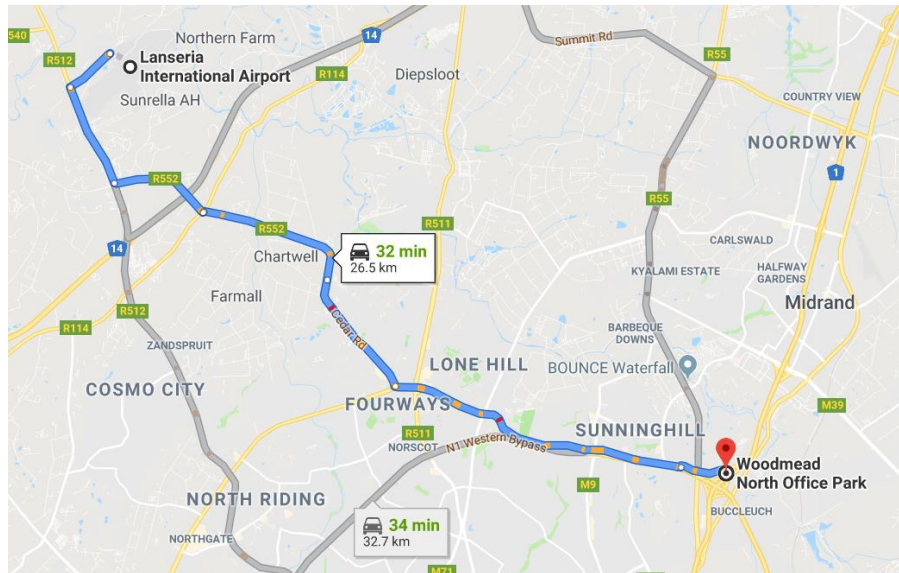 540
R512
Northern Farm
14
Summit Rd
R55
Lanseria
International Airport
R114
Diepsloot
Sunrella AH
COUNTRY VIEW
NOORDWYK
1
R552
R55
R552
R511
14
Chartwell
32 min
26.5 km
CARLSWALD
KYALAMI ESTATE
HALFWAY
GARDENS
Farmall
R512
Midrand
R114
Cedar Rd
BARBEQUE
DOWNS
ZANDSPRUIT
LONE HILL
BOUNCE Waterfall
COSMO CITY
FOURWAYS
M39
R511
SUNNINGHILL
NORSCOT
N1 Western Bypass
Woodmead
North Office Park
M9
NORTH RIDING
BUCCLEUCH
34 min
32.7 km
NORTHGATE
M71